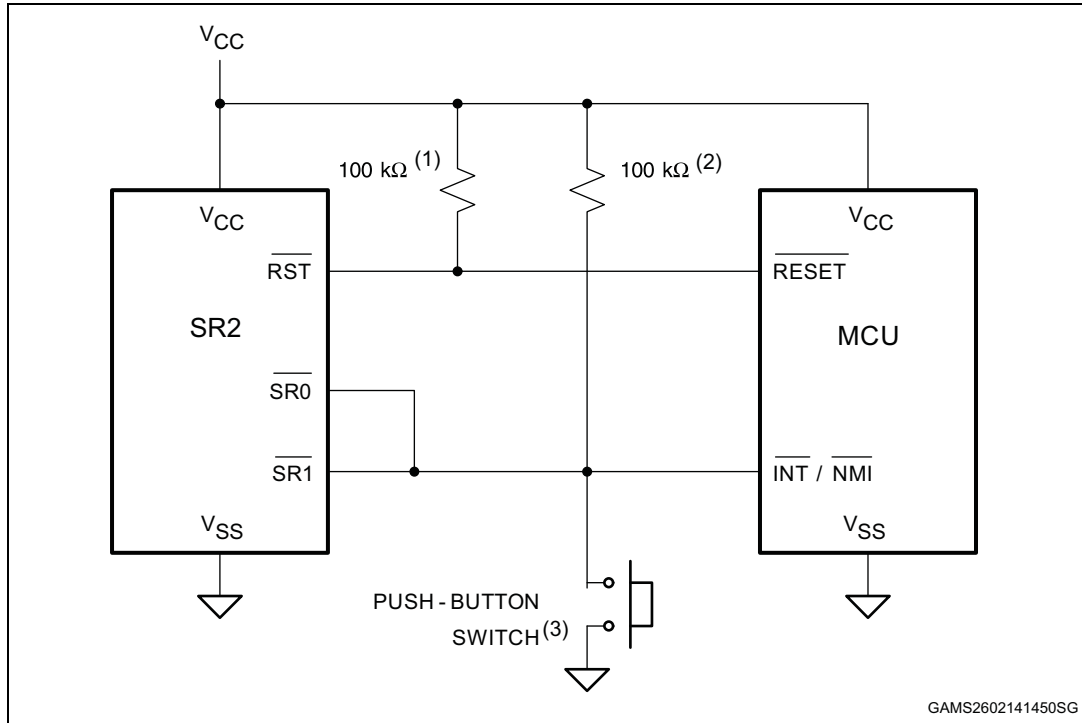 VCC
100 kΩ (1)
100 kΩ (2)
VCC
RST
SR2
SR0
SR1
VSS
VCC
RESET
MCU
INT / NMI
VSS
PUSH - BUTTON
SWITCH(3)
GAMS2602141450SG